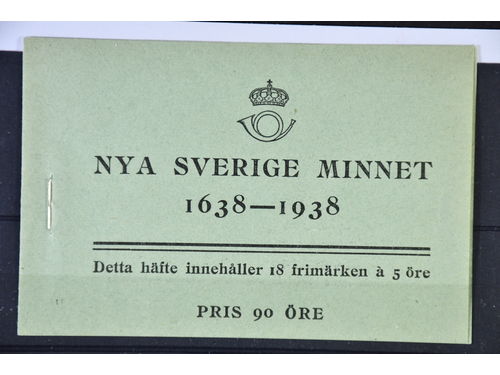 NYA SVERIGE MINNET
1638—1938
Detta häfte innehåller 18 frimärken à 5 öre
PRIS 90 ÖRE